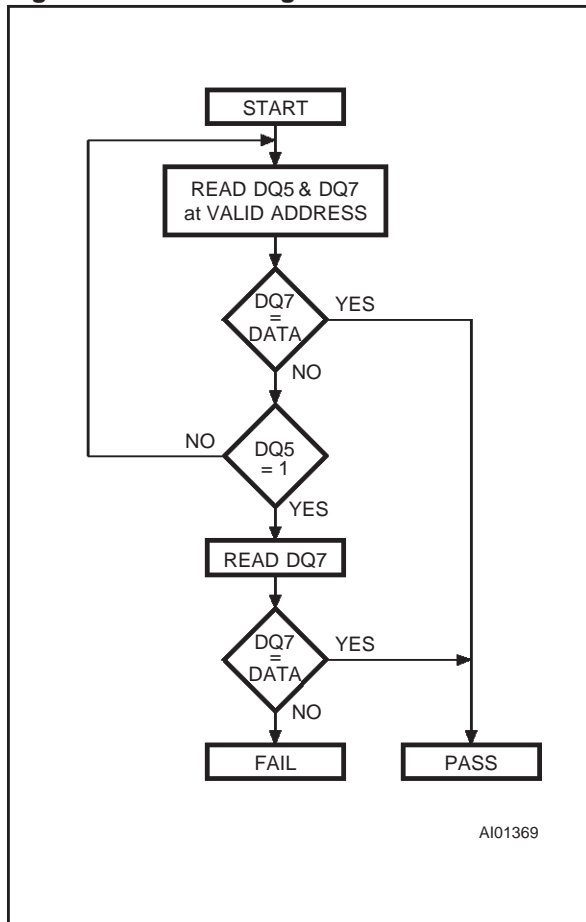 START
READ DQ5 & DQ7
at VALID ADDRESS
DQ7
=
DATA
YES
NO
NO
DQ5
= 1
YES
READ DQ7
DQ7
=
DATA
YES
NO
FAIL
PASS
AI01369